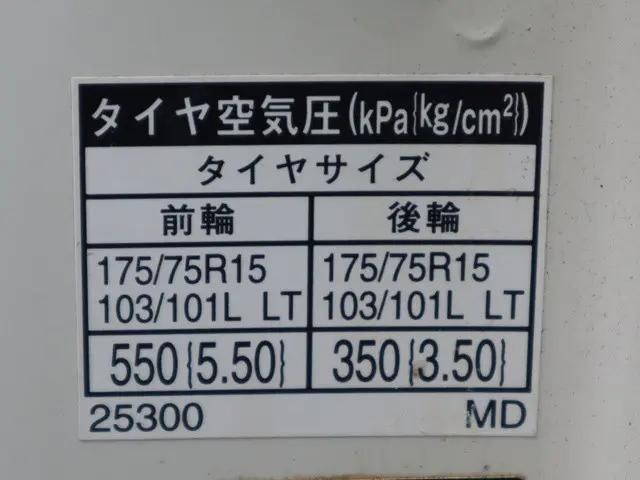 タイヤ空気圧(kPa{kg/cm²})
タイヤサイズ
前輪 後輪
175/75R15 175/75R15
103/101L LT 103/101L LT
550{5.50} 350{3.50}
25300 MD